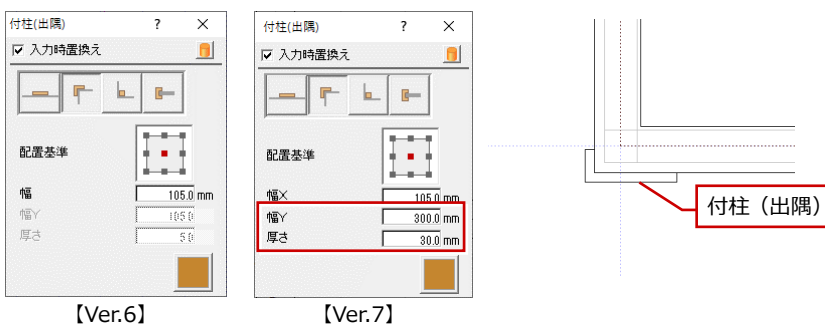 付柱(出隅) ? ×
入力時置換え
配置基準
幅 105.0 mm
幅Y 105.0
厚さ 5.0
【Ver.6】
付柱(出隅) ? ×
入力時置換え
配置基準
幅X 105.0 mm
幅Y 300.0 mm
厚さ 30.0 mm
【Ver.7】
付柱（出隅）